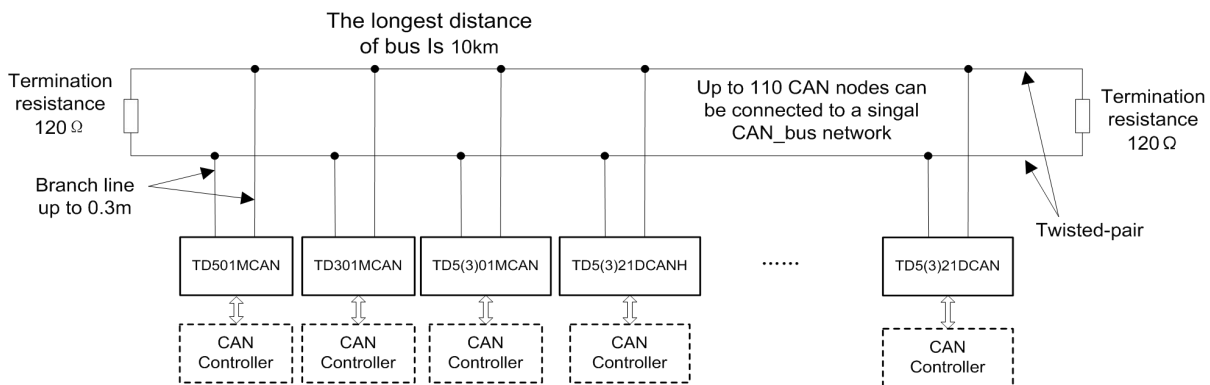 The longest distance
of bus Is 10km
Termination
resistance
120Ω
Up to 110 CAN nodes can
be connected to a singal
CAN_bus network
Termination
resistance
120Ω
Branch line
up to 0.3m
Twisted-pair
TD501MCAN
TD301MCAN
TD5(3)01MCAN
TD5(3)21DCANH
......
TD5(3)21DCAN
CAN
Controller
CAN
Controller
CAN
Controller
CAN
Controller
CAN
Controller